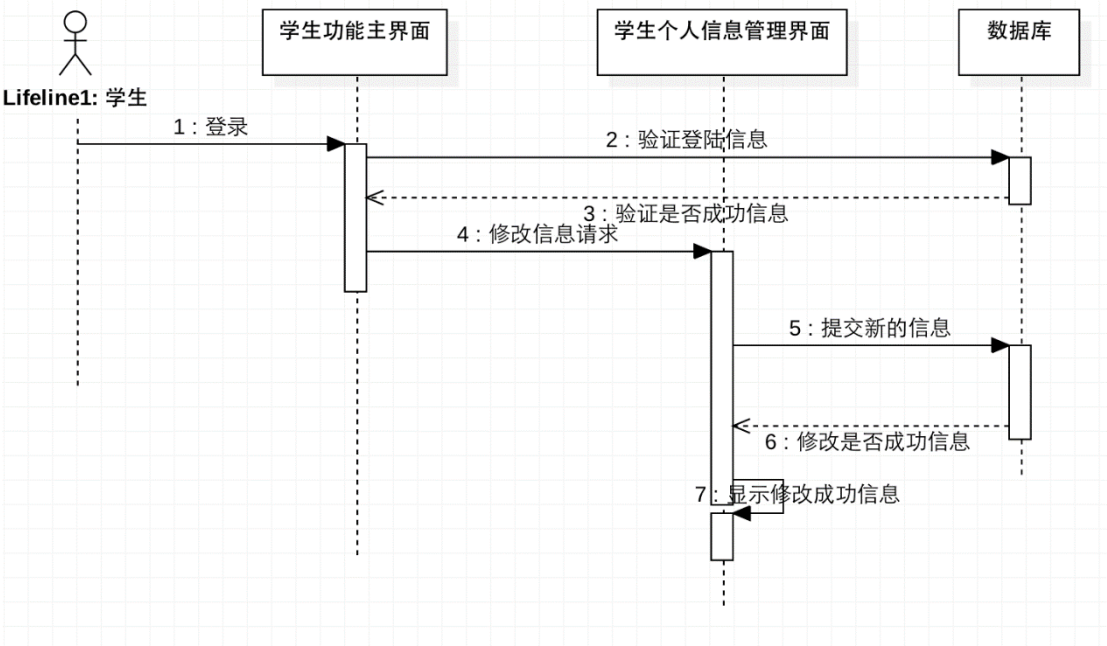 学生功能主界面
学生个人信息管理界面
数据库
Lifeline1: 学生
1 : 登录
2 : 验证登陆信息
3 : 验证是否成功信息
4 : 修改信息请求
5 : 提交新的信息
6 : 修改是否成功信息
7 : 显示修改成功信息